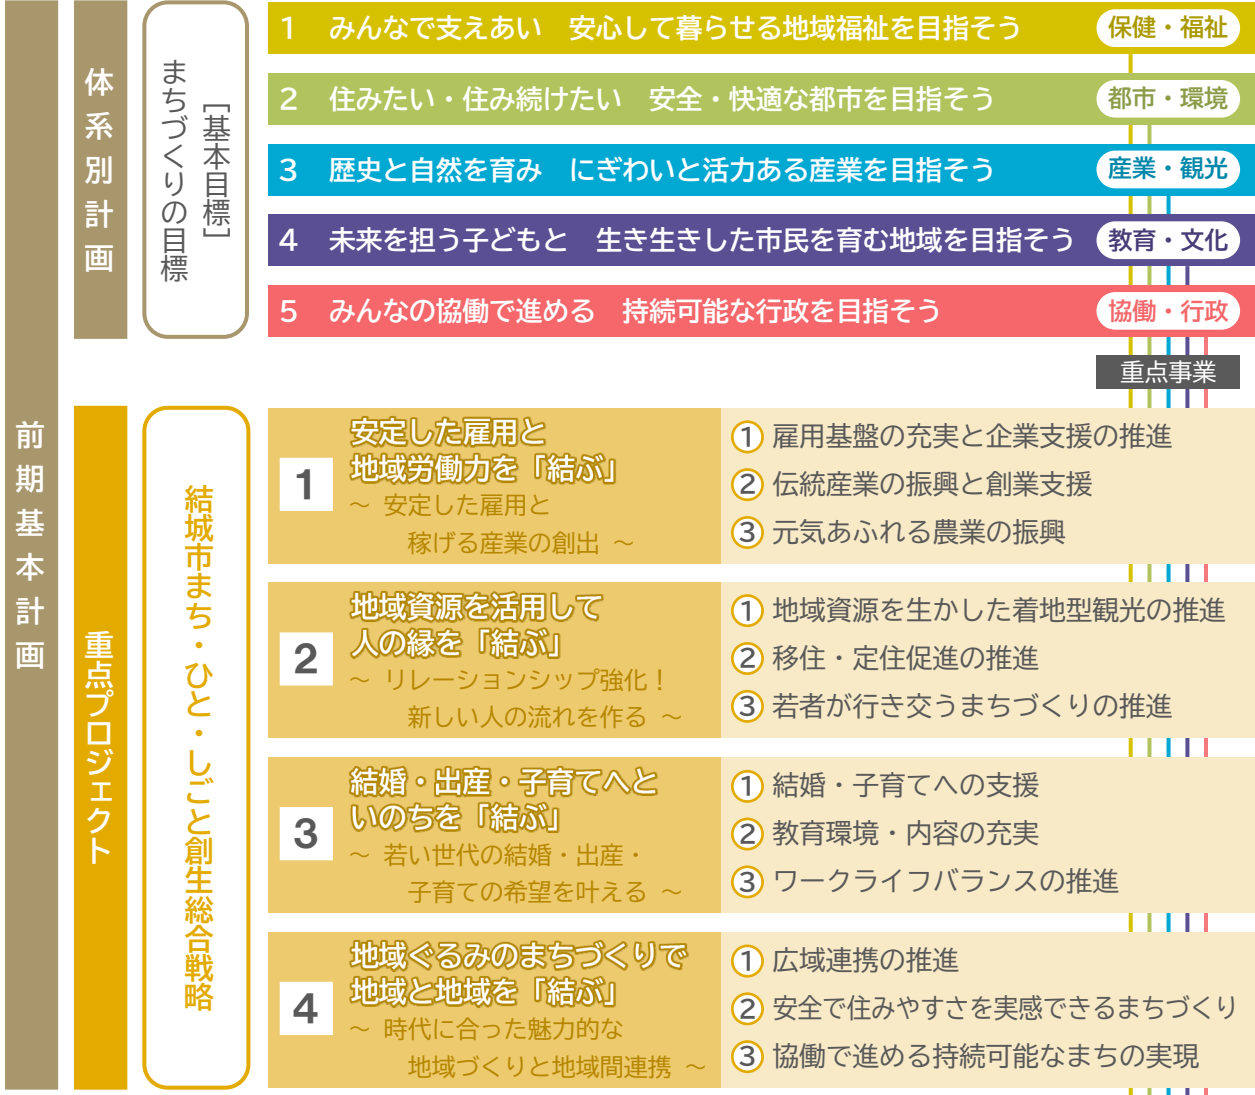 前期基本計画
体系別計画
まちづくりの目標
［基本目標］
1　みんなで支えあい　安心して暮らせる地域福祉を目指そう
保健・福祉
2　住みたい・住み続けたい　安全・快適な都市を目指そう
都市・環境
3　歴史と自然を育み　にぎわいと活力ある産業を目指そう
産業・観光
4　未来を担う子どもと　生き生きした市民を育む地域を目指そう
教育・文化
5　みんなの協働で進める　持続可能な行政を目指そう
協働・行政
重点事業
重点プロジェクト
結城市まち・ひと・しごと創生総合戦略
1
安定した雇用と
地域労働力を「結ぶ」
～ 安定した雇用と
稼げる産業の創出 ～
① 雇用基盤の充実と企業支援の推進
② 伝統産業の振興と創業支援
③ 元気あふれる農業の振興
2
地域資源を活用して
人の縁を「結ぶ」
～ リレーションシップ強化！
新しい人の流れを作る ～
① 地域資源を生かした着地型観光の推進
② 移住・定住促進の推進
③ 若者が行き交うまちづくりの推進
3
結婚・出産・子育てへと
いのちを「結ぶ」
～ 若い世代の結婚・出産・
子育ての希望を叶える ～
① 結婚・子育てへの支援
② 教育環境・内容の充実
③ ワークライフバランスの推進
4
地域ぐるみのまちづくりで
地域と地域を「結ぶ」
～ 時代に合った魅力的な
地域づくりと地域間連携 ～
① 広域連携の推進
② 安全で住みやすさを実感できるまちづくり
③ 協働で進める持続可能なまちの実現